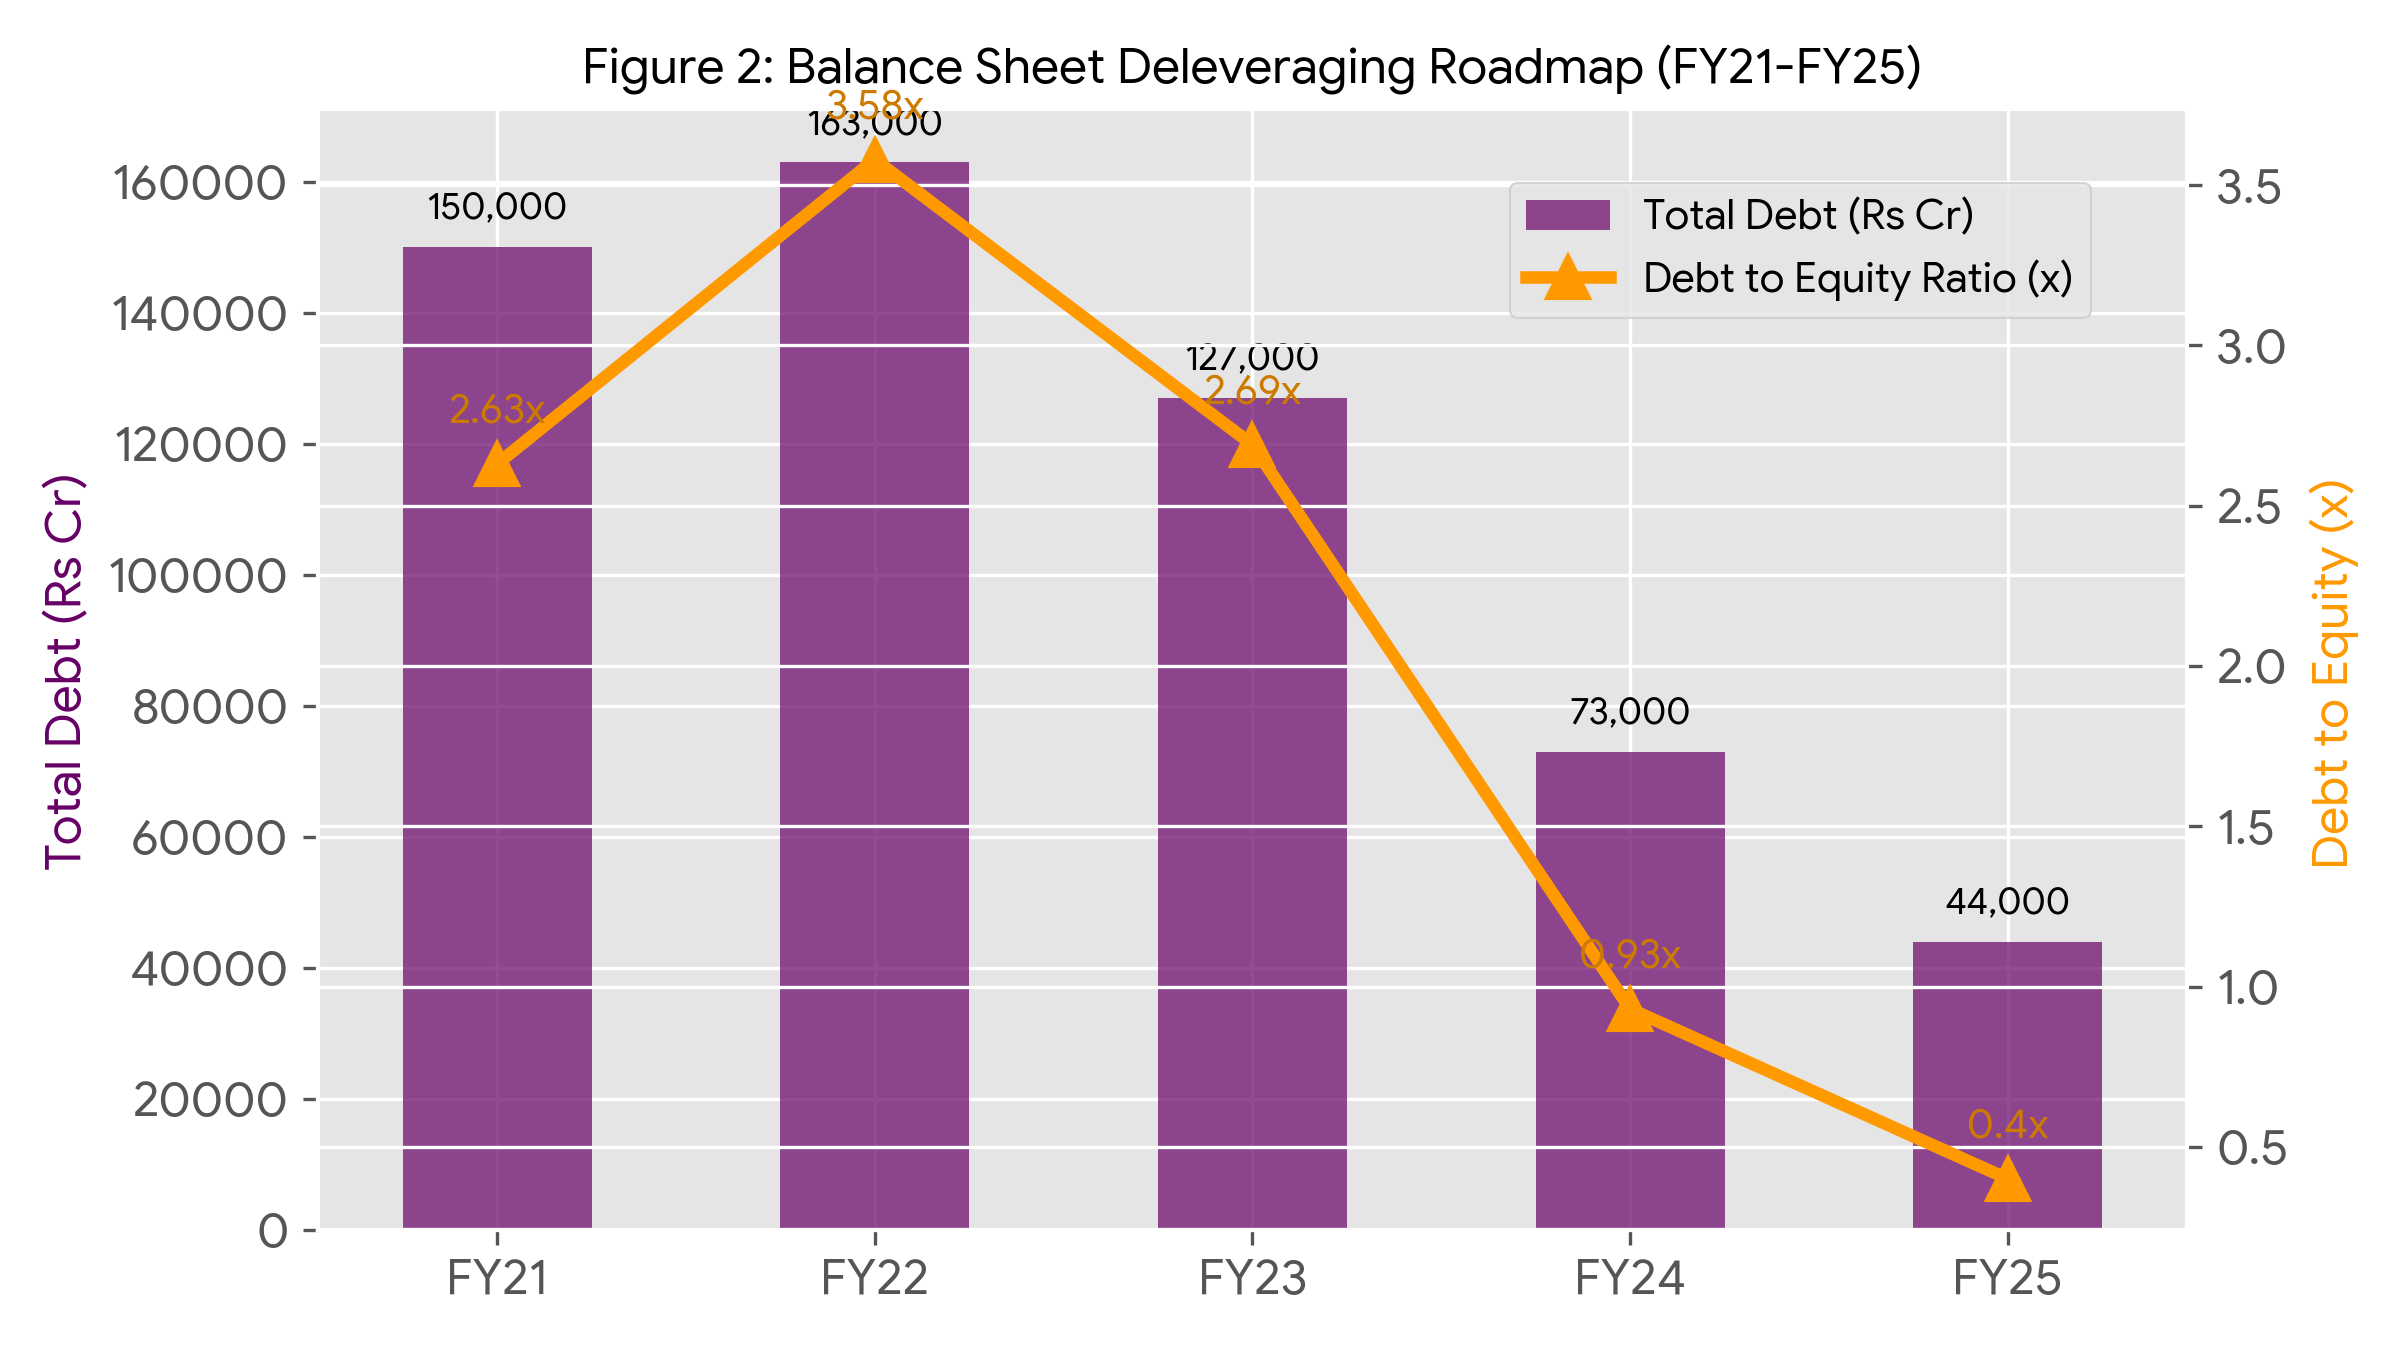 Figure 2: Balance Sheet Deleveraging Roadmap (FY21-FY25)
3.58x
163,000
150,000
127,000
2.69x
2.63x
73,000
0.93x
44,000
0.4x
Total Debt (Rs Cr)
Debt to Equity Ratio (x)
Total Debt (Rs Cr)
160000
140000
120000
100000
80000
60000
40000
20000
0
3.5
3.0
2.5
2.0
1.5
1.0
0.5
Debt to Equity (x)
FY21
FY22
FY23
FY24
FY25